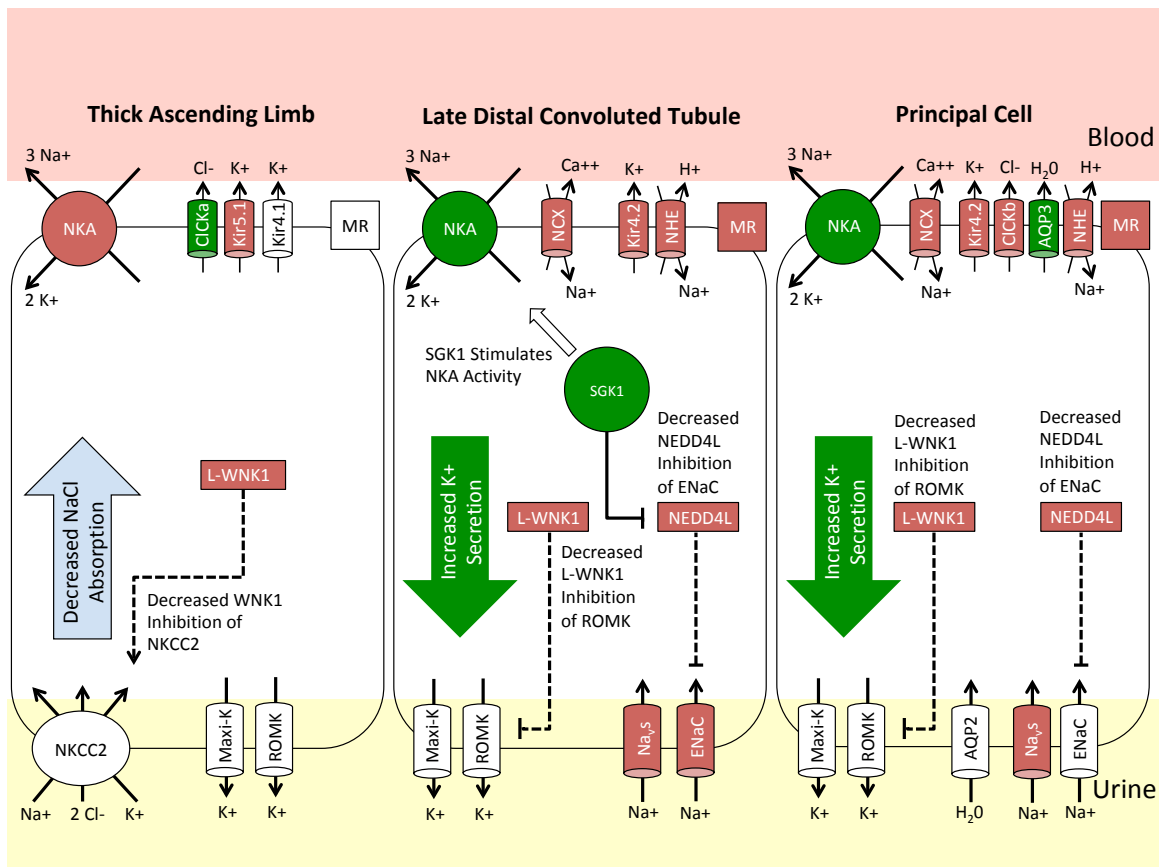 Thick Ascending Limb
Late Distal Convoluted Tubule
Principal Cell
Blood
3 Na+
Cl-
K+
K+
NKA
ClCKa
Kir5.1
Kir4.1
MR
2 K+
L-WNK1
Decreased NaCl
Absorption
Decreased WNK1
Inhibition of
NKCC2
NKCC2
Maxi-K
ROMK
Na+
2 Cl-
K+
K+
K+
3 Na+
Ca++
K+
H+
NKA
NCX
Kir4.2
NHE
MR
2 K+
Na+
Na+
SGK1 Stimulates
NKA Activity
SGK1
Decreased
NEDD4L
Inhibition
of ENaC
Increased K+
Secretion
L-WNK1
NEDD4L
Decreased
L-WNK1
Inhibition
of ROMK
Maxi-K
ROMK
Navs
ENaC
K+
K+
Na+
Na+
3 Na+
Ca++
K+
Cl-
H20
H+
NKA
NCX
Kir4.2
ClCKb
AQP3
NHE
MR
2 K+
Na+
Na+
Decreased
L-WNK1
Inhibition
of ROMK
Decreased
NEDD4L
Inhibition
of ENaC
Increased K+
Secretion
L-WNK1
NEDD4L
Maxi-K
ROMK
AQP2
Navs
ENaC
K+
K+
H20
Na+
Na+
Urine